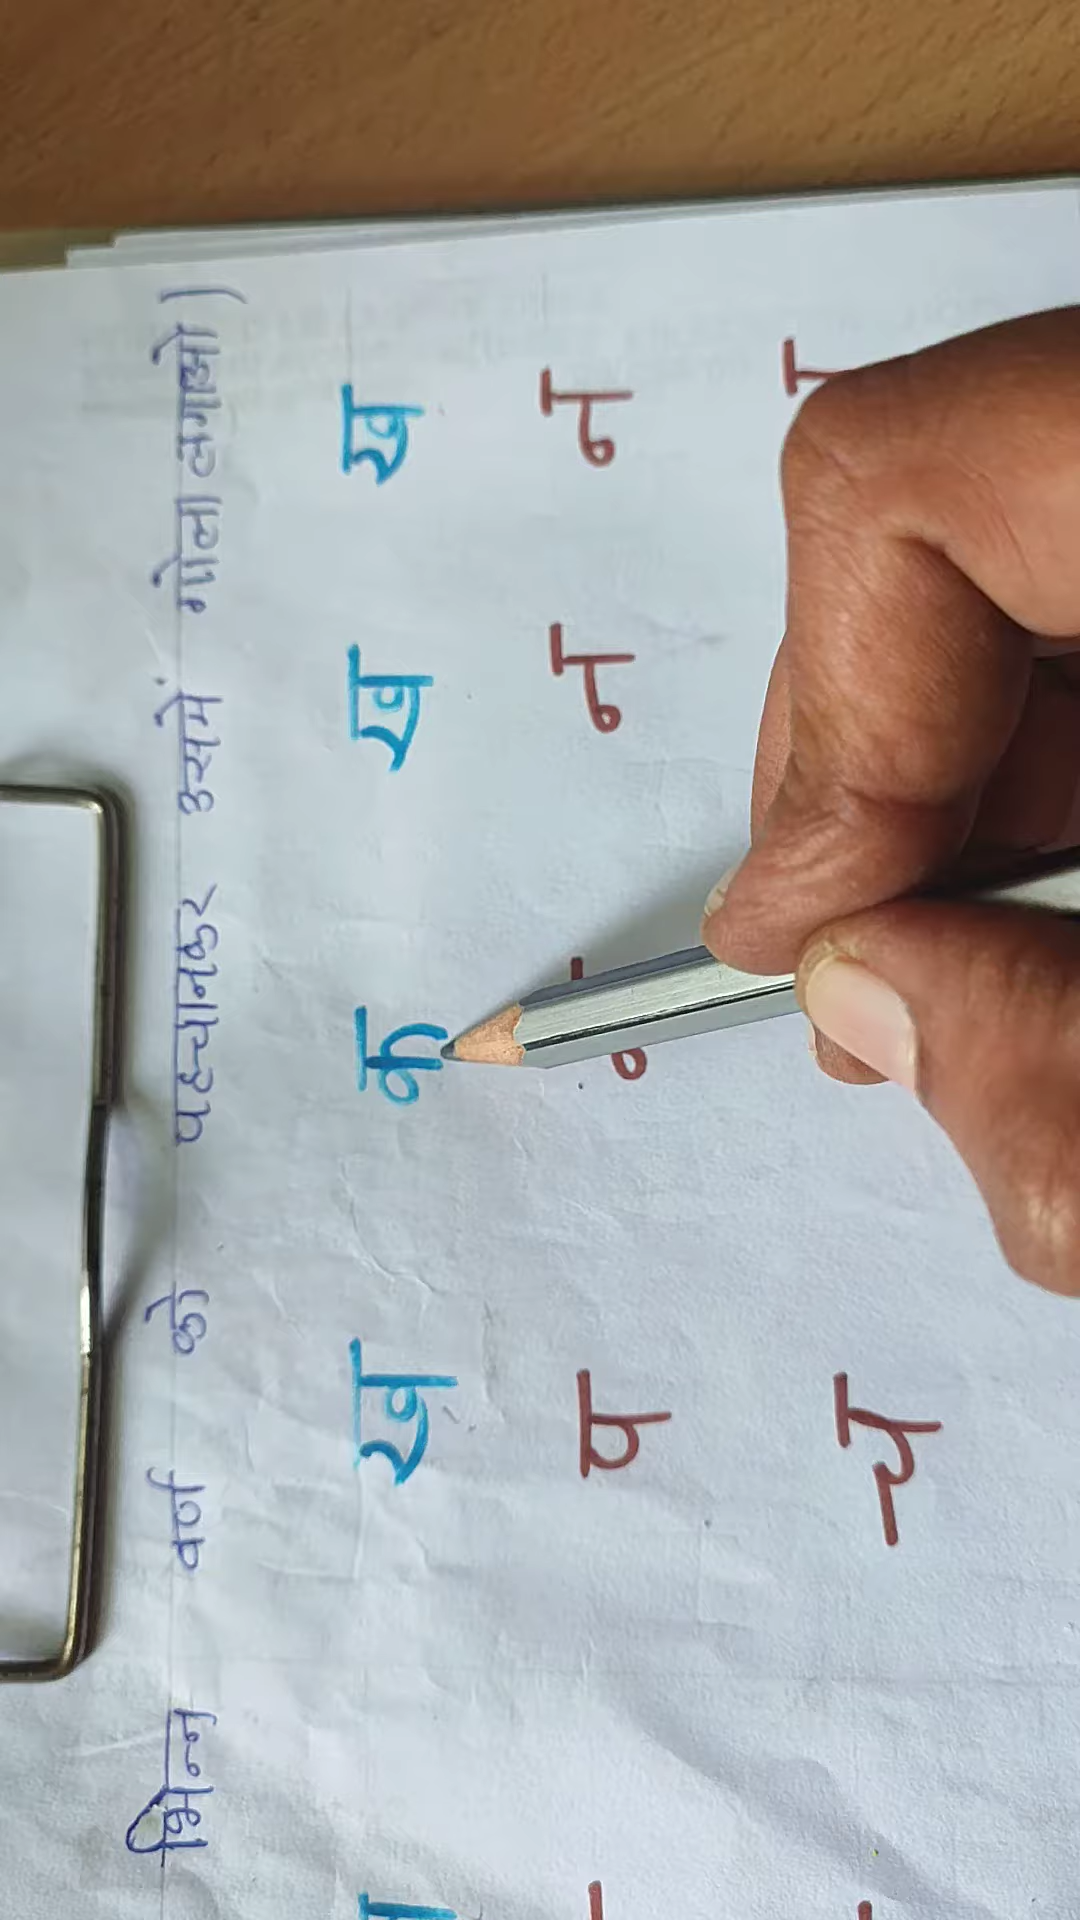 भिन्न वर्ण को पहचानकर उसमें गोला लगाओ)
ख क ख ख
प न न
च